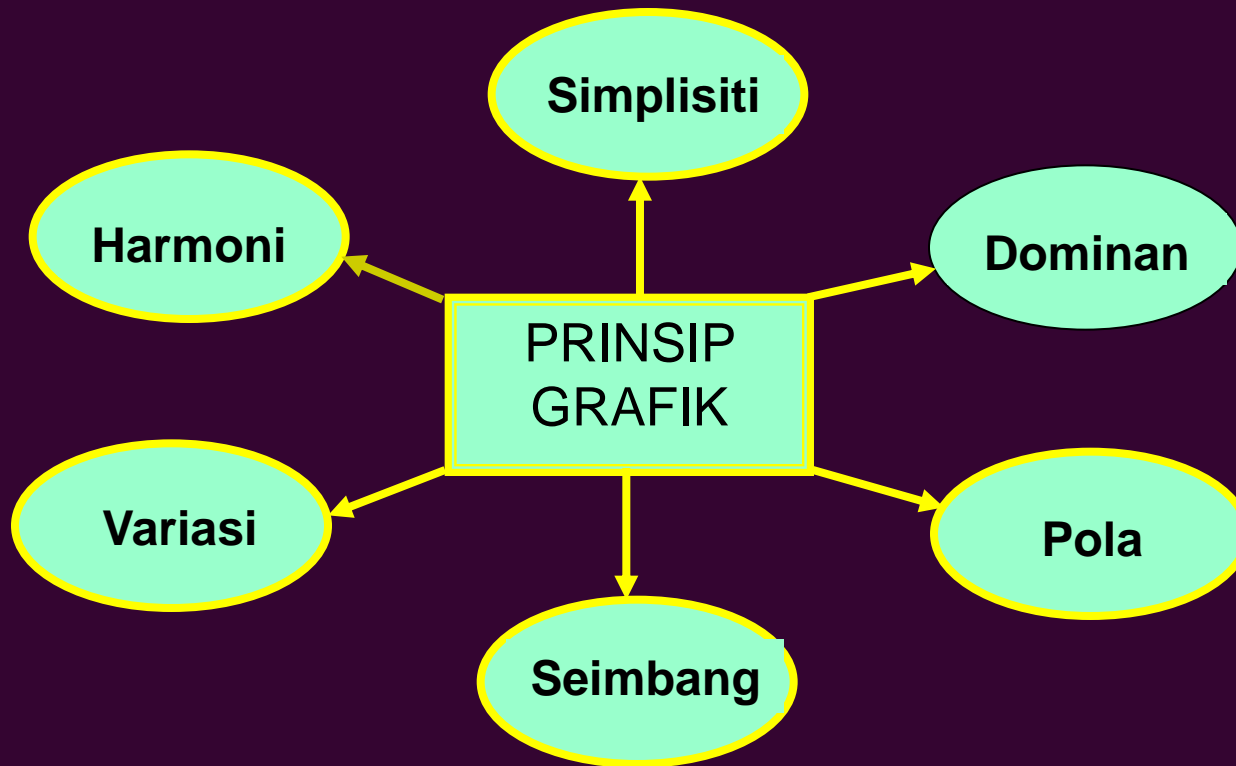 Simplisiti
Harmoni
Dominan
PRINSIP
GRAFIK
Variasi
Pola
Seimbang